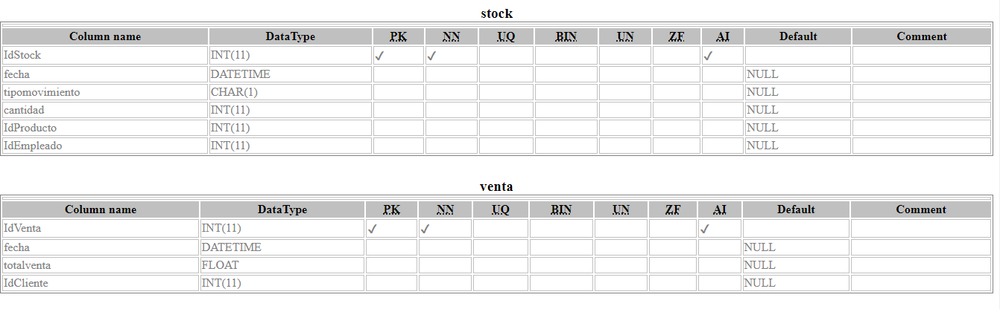 stock
Column name DataType PK NN UQ BIN UN ZF AI Default Comment
IdStock INT(11) ✓ ✓ ✓
fecha DATETIME NULL
tipomovimiento CHAR(1) NULL
cantidad INT(11) NULL
IdProducto INT(11) NULL
IdEmpleado INT(11) NULL
venta
Column name DataType PK NN UQ BIN UN ZF AI Default Comment
IdVenta INT(11) ✓ ✓ ✓
fecha DATETIME NULL
totalventa FLOAT NULL
IdCliente INT(11) NULL